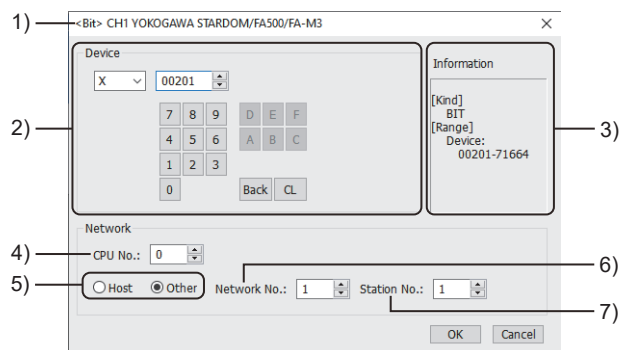 1)
<Bit> CH1 YOKOGAWA STARDOM/FA500/FA-M3
Device
X 00201
7 8 9 D E F
4 5 6 A B C
1 2 3
0 Back CL
2)
Information
[Kind]
BIT
[Range]
Device:
00201-71664
3)
Network
4) CPU No.: 0
5) Host Other Network No.: 1 Station No.: 1
6)
7)
OK Cancel